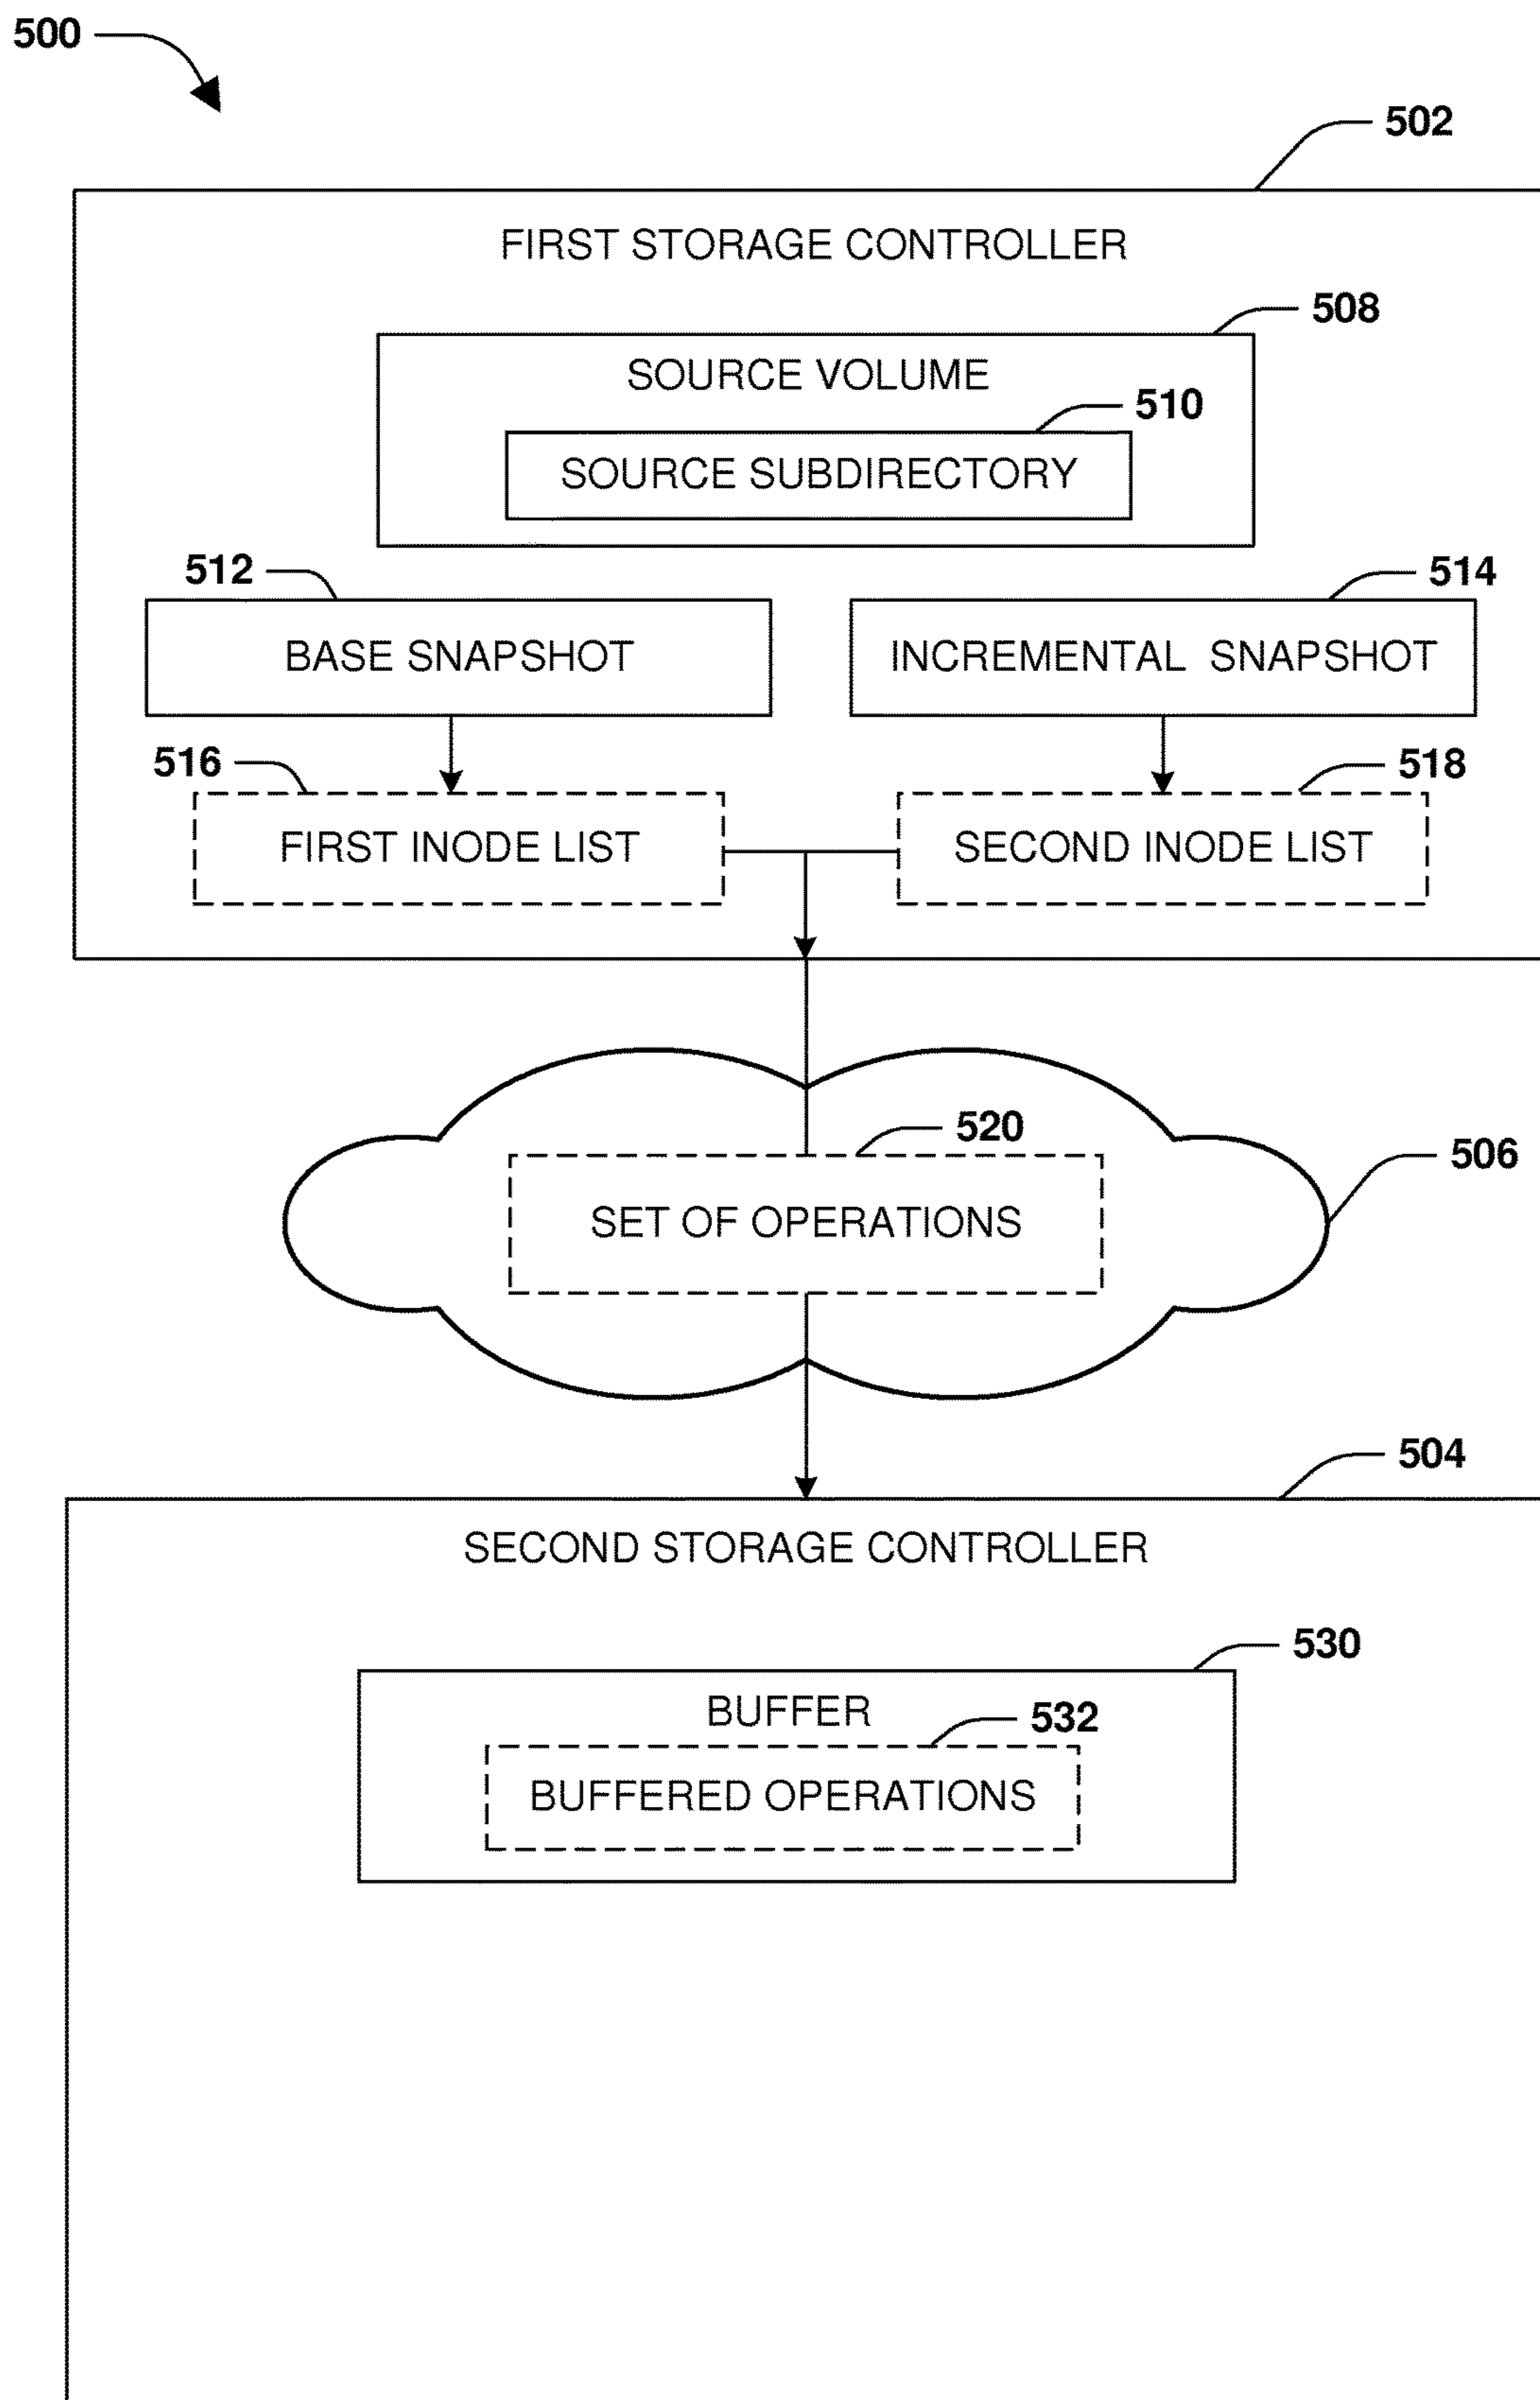 500
502
FIRST STORAGE CONTROLLER
508
SOURCE VOLUME
510
SOURCE SUBDIRECTORY
512
514
BASE SNAPSHOT
INCREMENTAL SNAPSHOT
516
518
FIRST INODE LIST
SECOND INODE LIST
520
506
SET OF OPERATIONS
504
SECOND STORAGE CONTROLLER
530
BUFFER
532
BUFFERED OPERATIONS